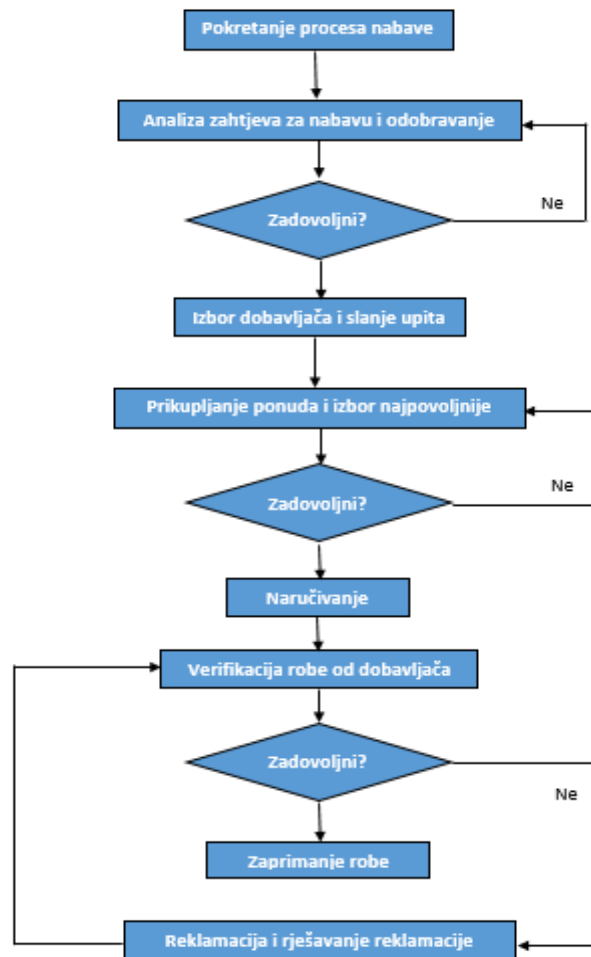 Pokretanje procesa nabave
Analiza zahtjeva za nabavu i odobravanje
Zadovoljni?
Ne
Izbor dobavljača i slanje upita
Prikupljanje ponuda i izbor najpovoljnije
Zadovoljni?
Ne
Naručivanje
Verifikacija robe od dobavljača
Zadovoljni?
Ne
Zaprimanje robe
Reklamacija i rješavanje reklamacije